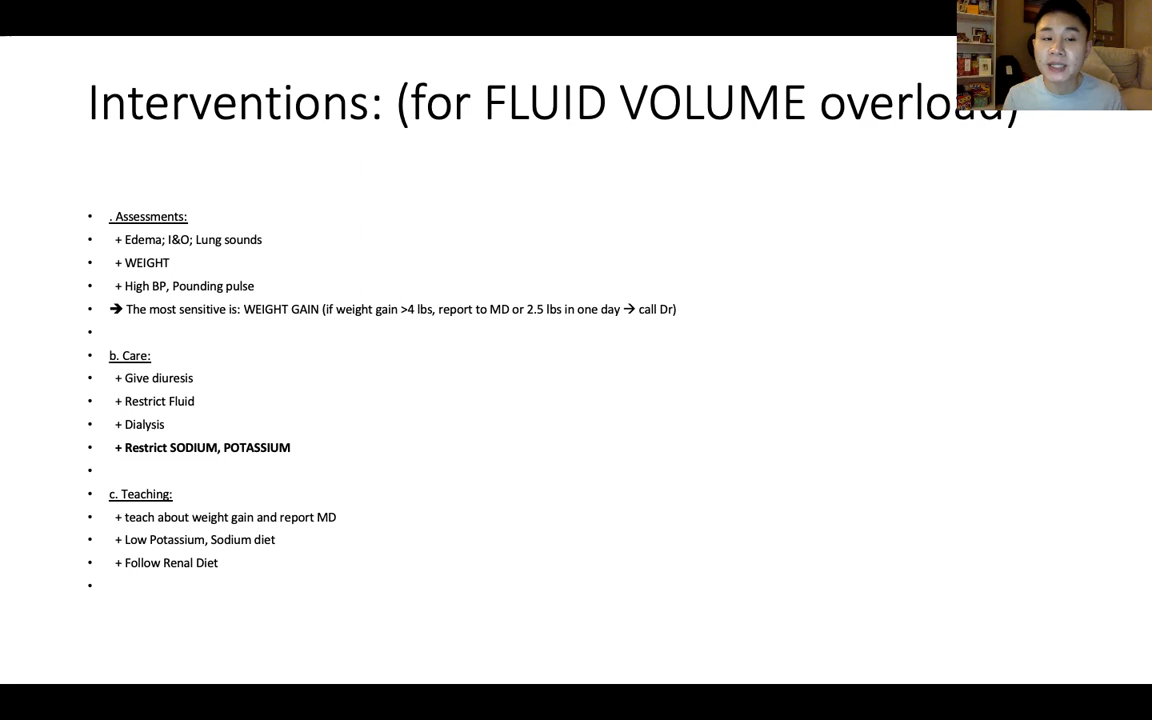 Interventions: (for FLUID VOLUME overload)
• . Assessments:
• + Edema; I&O; Lung sounds
• + WEIGHT
• + High BP, Pounding pulse
• 🡺 The most sensitive is: WEIGHT GAIN (if weight gain >4 lbs, report to MD or 2.5 lbs in one day → call Dr)
•
• b. Care:
• + Give diuresis
• + Restrict Fluid
• + Dialysis
• + Restrict SODIUM, POTASSIUM
•
• c. Teaching:
• + teach about weight gain and report MD
• + Low Potassium, Sodium diet
• + Follow Renal Diet
•